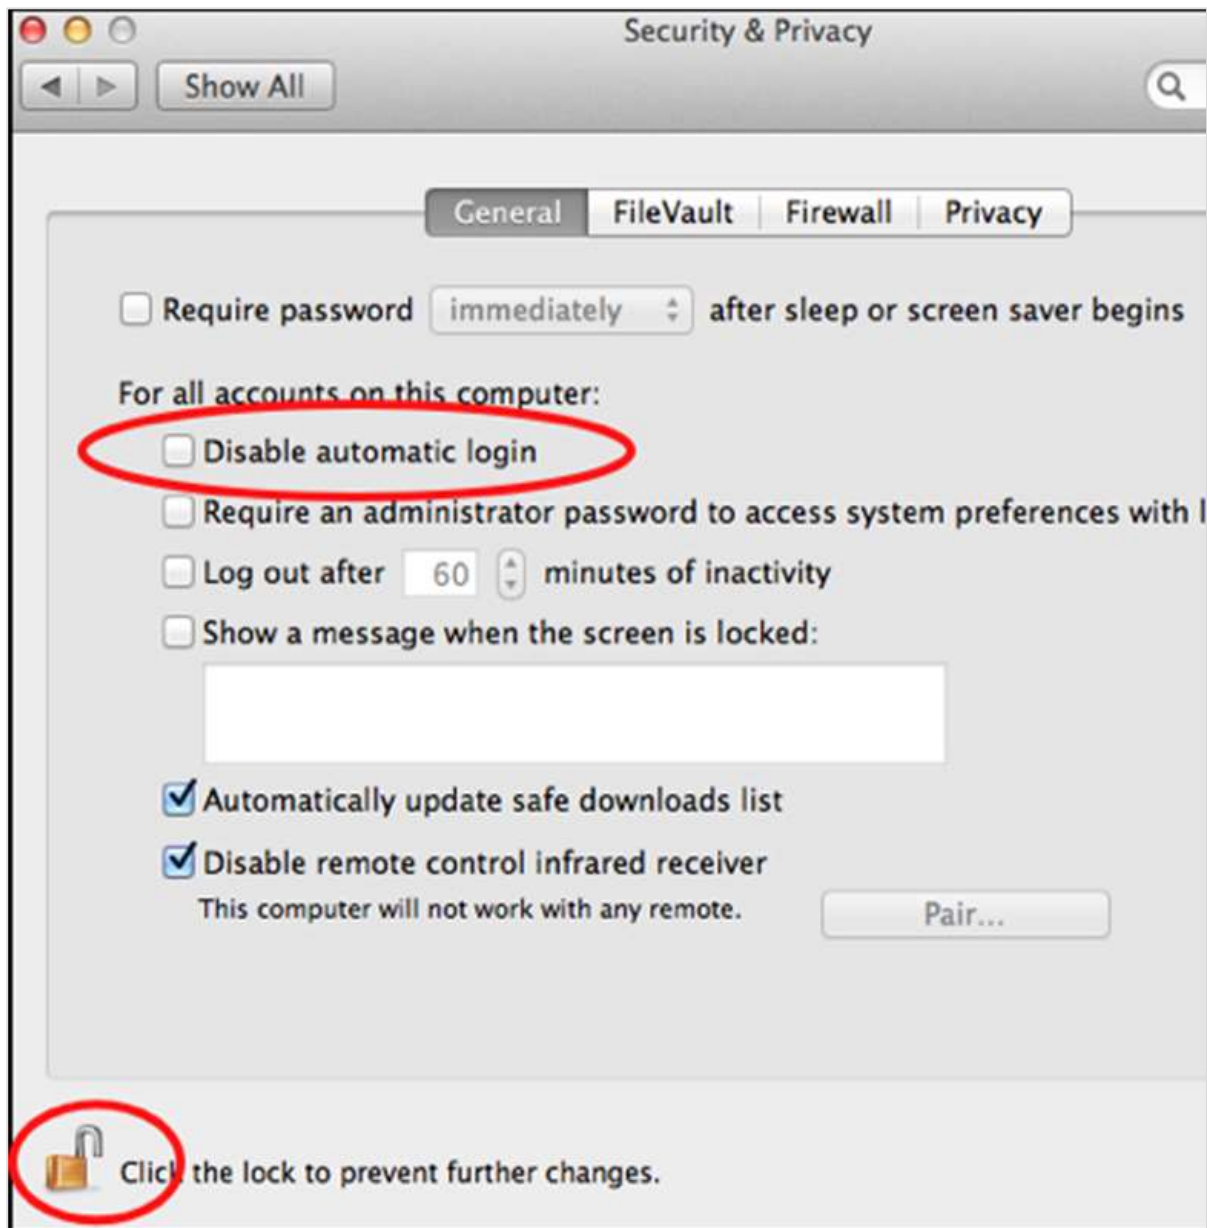 Security & Privacy
Show All
General FileVault Firewall Privacy
Require password immediately after sleep or screen saver begins
For all accounts on this computer:
Disable automatic login
Require an administrator password to access system preferences with l
Log out after 60 minutes of inactivity
Show a message when the screen is locked:
Automatically update safe downloads list
Disable remote control infrared receiver
This computer will not work with any remote.
Pair...
Click the lock to prevent further changes.